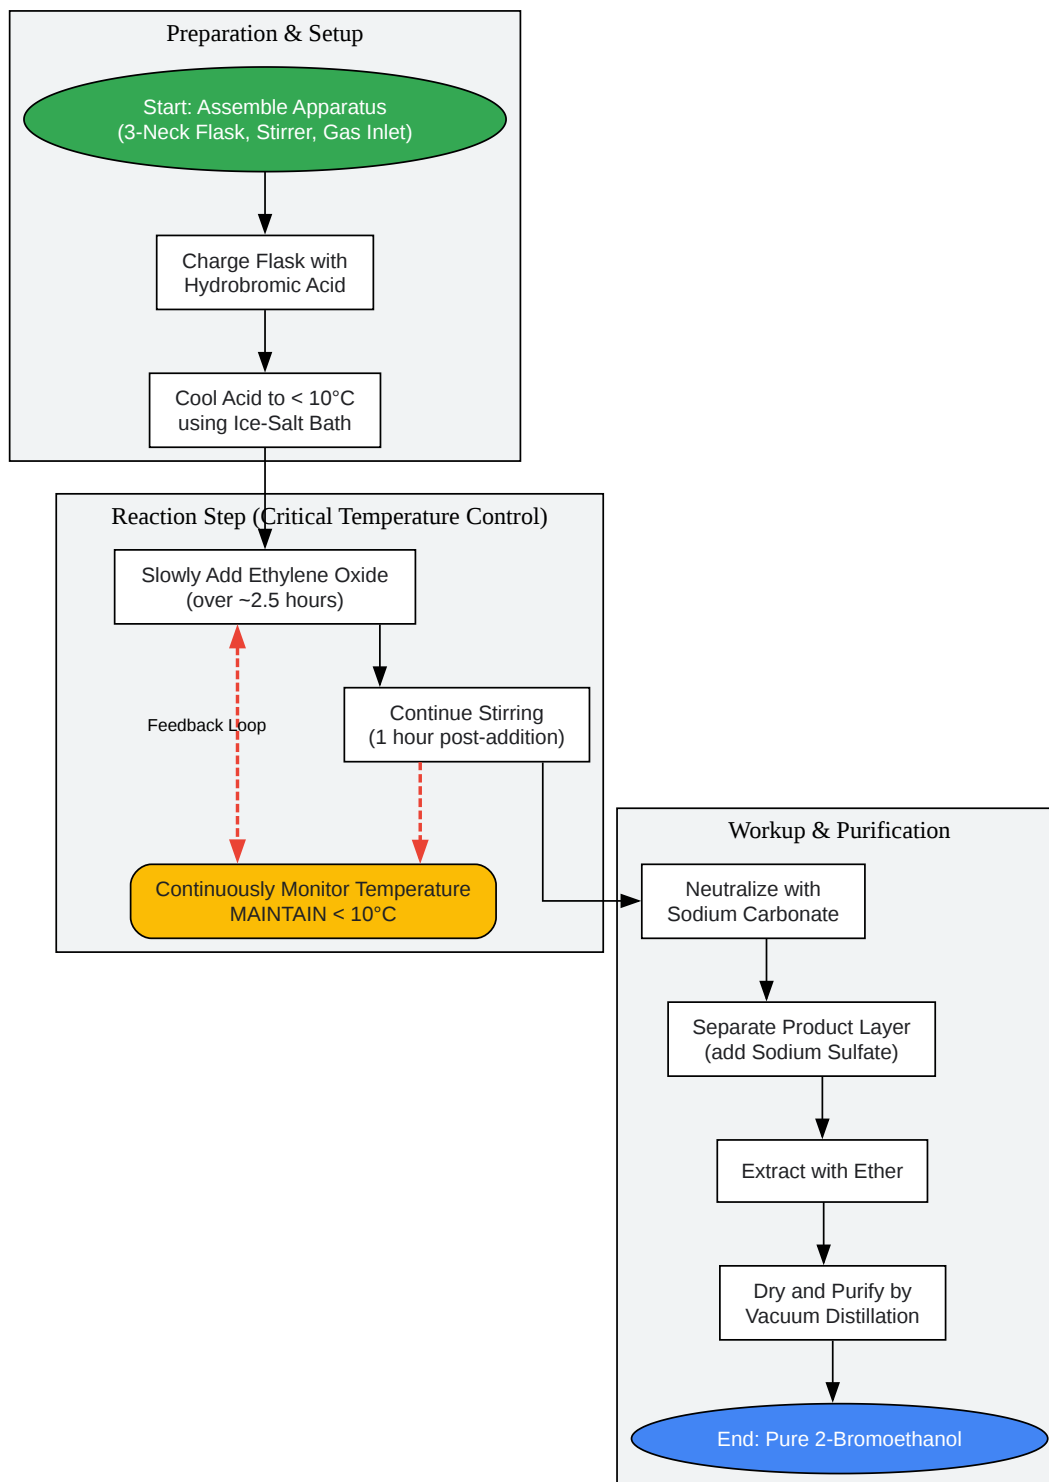 Preparation & Setup
Start: Assemble Apparatus
(3-Neck Flask, Stirrer, Gas Inlet)
Charge Flask with
Hydrobromic Acid
Cool Acid to < 10°C
using Ice-Salt Bath
Reaction Step (Critical Temperature Control)
Slowly Add Ethylene Oxide
(over ~2.5 hours)
Continue Stirring
(1 hour post-addition)
Feedback Loop
Continuously Monitor Temperature
MAINTAIN < 10°C
Workup & Purification
Neutralize with
Sodium Carbonate
Separate Product Layer
(add Sodium Sulfate)
Extract with Ether
Dry and Purify by
Vacuum Distillation
End: Pure 2-Bromoethanol